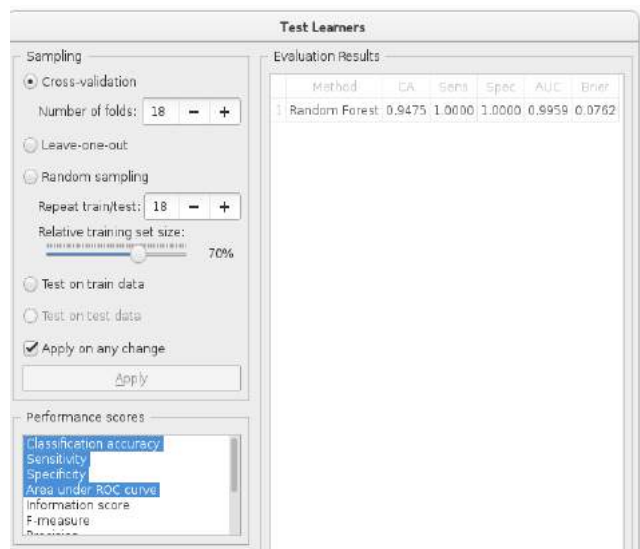 Test Learners
Sampling
Cross-validation
Number of folds: 18 − +
Leave-one-out
Random sampling
Repeat train/test: 18 − +
Relative training set size:
70%
Test on train data
Test on test data
Apply on any change
Apply
Performance scores
Classification accuracy
Sensitivity
Specificity
Area under ROC curve
Information score
F-measure
Precision
Evaluation Results
Method CA Sens Spec AUC Brier
1 Random Forest 0.9475 1.0000 1.0000 0.9959 0.0762